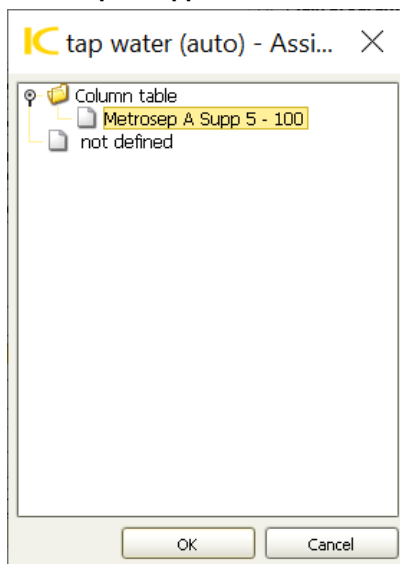 IC tap water (auto) - Assi...
Column table
Metrosep A Supp 5 - 100
not defined
OK
Cancel